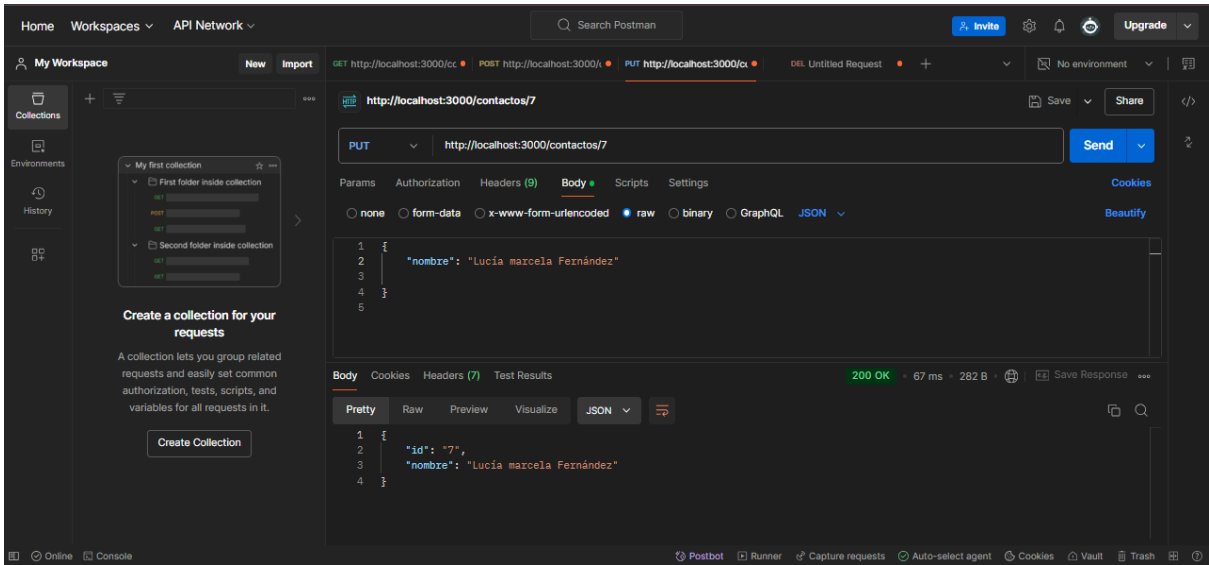 Home Workspaces API Network Search Postman Invite Upgrade
My Workspace New Import GET http://localhost:3000/cc POST http://localhost:3000/c PUT http://localhost:3000/cc DEL Untitled Request + No environment
Collections
Environments
History
My first collection
First folder inside collection
GET
POST
GET
Second folder inside collection
GET
GET
Create a collection for your
requests
A collection lets you group related
requests and easily set common
authorization, tests, scripts, and
variables for all requests in it.
Create Collection
HTTP http://localhost:3000/contactos/7 Save Share
PUT http://localhost:3000/contactos/7 Send
Params Authorization Headers (9) Body Scripts Settings Cookies
none form-data x-www-form-urlencoded raw binary GraphQL JSON Beautify
1 {
2 "nombre": "Lucía marcela Fernández"
3
4 }
5
Body Cookies Headers (7) Test Results 200 OK 67 ms 282 B Save Response
Pretty Raw Preview Visualize JSON
1 {
2 "id": "7",
3 "nombre": "Lucía marcela Fernández"
4 }
Online Console Postbot Runner Capture requests Auto-select agent Cookies Vault Trash